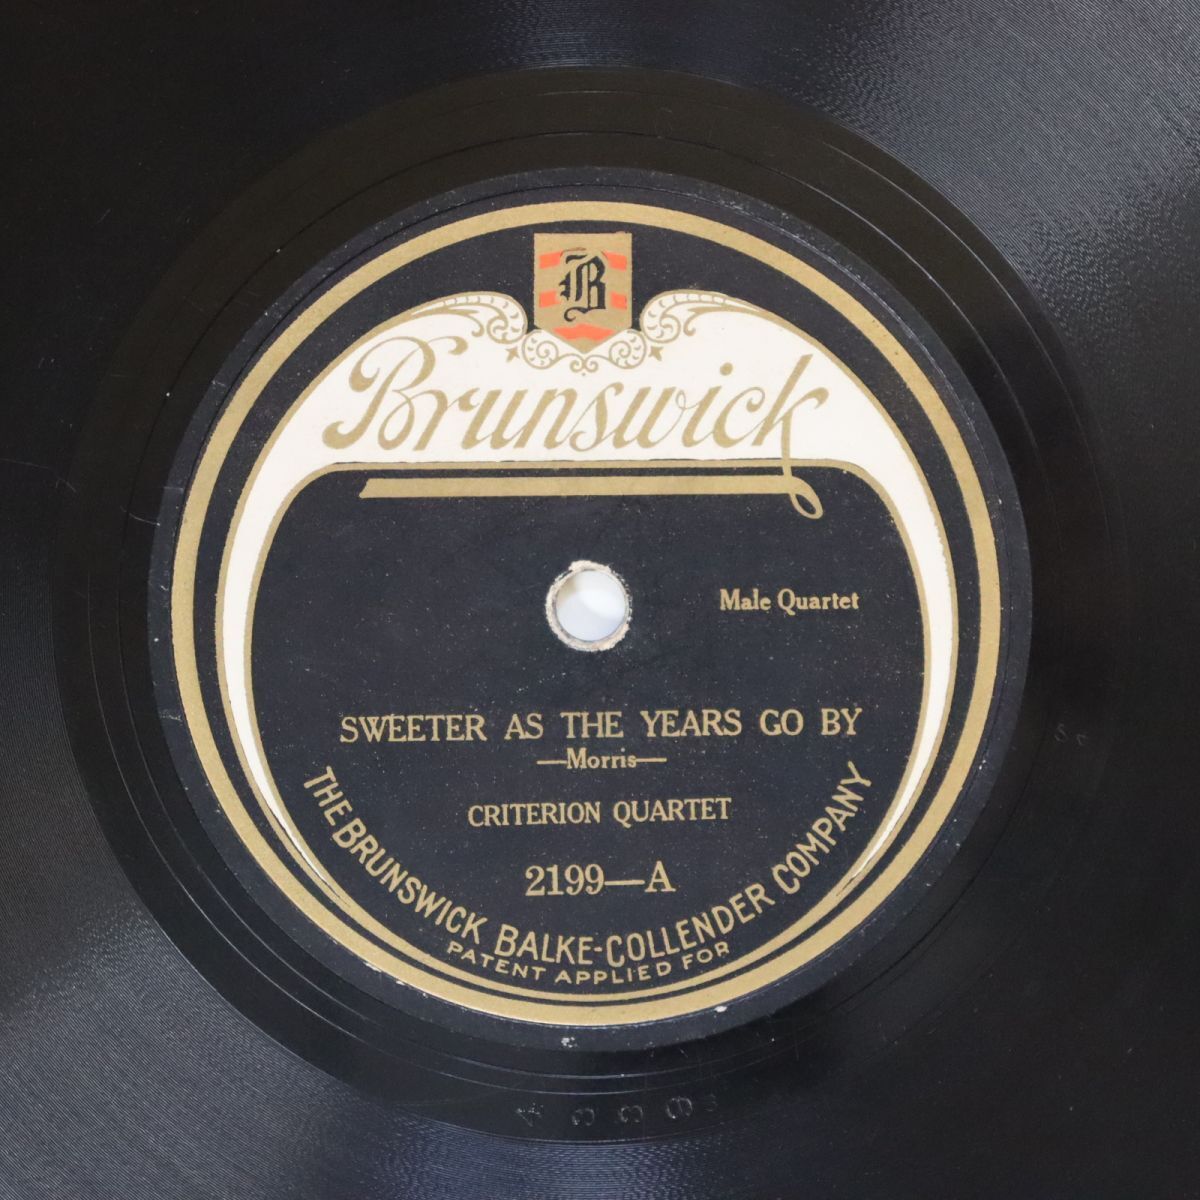 B
Brunswick
Male Quartet
SWEETER AS THE YEARS GO BY
—Morris—
CRITERION QUARTET
2199—A
THE BRUNSWICK BALKE-COLLENDER COMPANY
PATENT APPLIED FOR